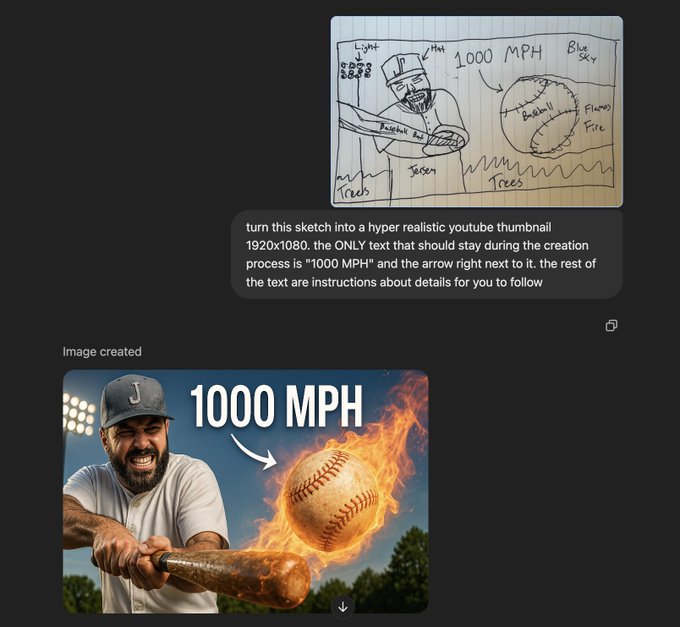 Light
Hat
1000 MPH
Blue
Sky
J
Baseball Bat
Baseball
Flames
Fire
Jersey
Trees
Trees
turn this sketch into a hyper realistic youtube thumbnail
1920x1080. the ONLY text that should stay during the creation
process is "1000 MPH" and the arrow right next to it. the rest of
the text are instructions about details for you to follow
Image created
J
1000 MPH